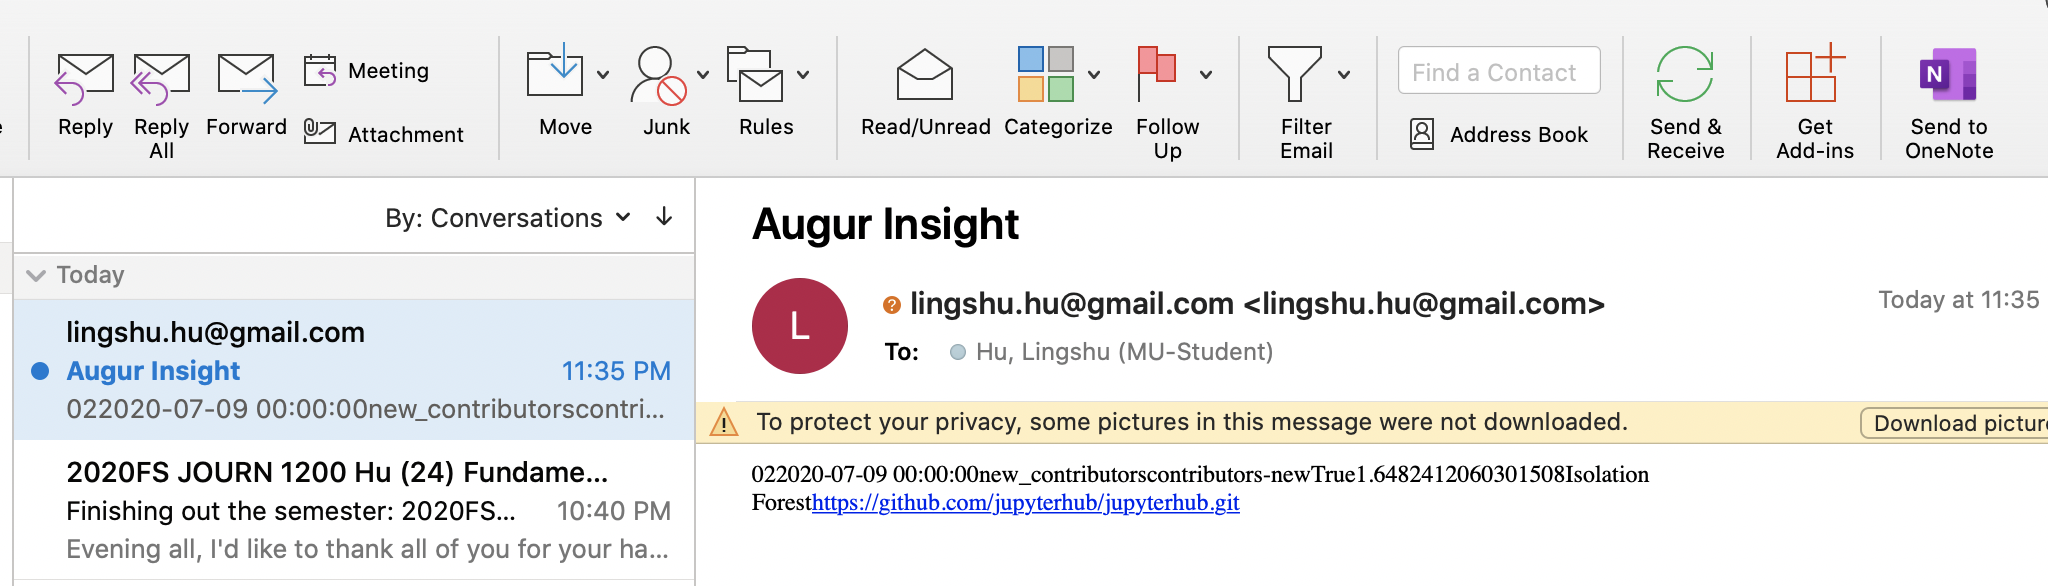 Reply
Reply All
Forward
Meeting
Attachment
Move
Junk
Rules
Read/Unread
Categorize
Follow Up
Filter Email
Find a Contact
Address Book
Send & Receive
Get Add-ins
N
Send to OneNote
By: Conversations
Today
lingshu.hu@gmail.com
Augur Insight 11:35 PM
022020-07-09 00:00:00new_contributorscontri...
2020FS JOURN 1200 Hu (24) Fundame...
Finishing out the semester: 2020FS... 10:40 PM
Evening all, I'd like to thank all of you for your ha...
Augur Insight
L
lingshu.hu@gmail.com <lingshu.hu@gmail.com>
Today at 11:35
To: Hu, Lingshu (MU-Student)
To protect your privacy, some pictures in this message were not downloaded.
Download pictur
022020-07-09 00:00:00new_contributorscontributors-newTrue1.6482412060301508Isolation
Foresthttps://github.com/jupyterhub/jupyterhub.git